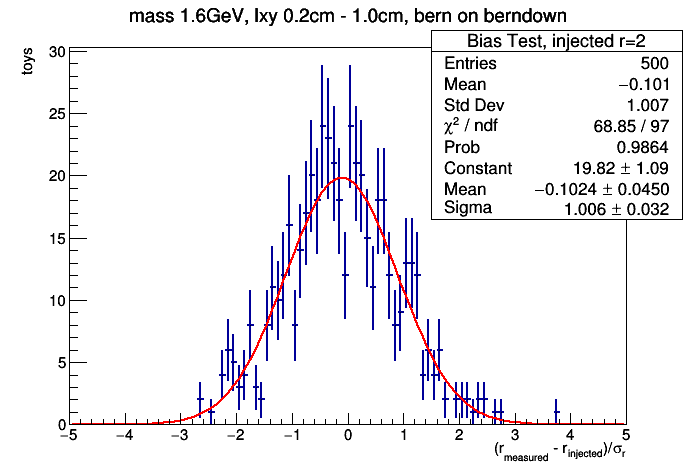 mass 1.6GeV, lxy 0.2cm - 1.0cm, bern on berndown
toys
Bias Test, injected r=2
Entries 500
Mean −0.101
Std Dev 1.007
χ² / ndf 68.85 / 97
Prob 0.9864
Constant 19.82 ± 1.09
Mean −0.1024 ± 0.0450
Sigma 1.006 ± 0.032
30
25
20
15
10
5
0
−5 −4 −3 −2 −1 0 1 2 3 4 5
(r_measured - r_injected)/σ_r